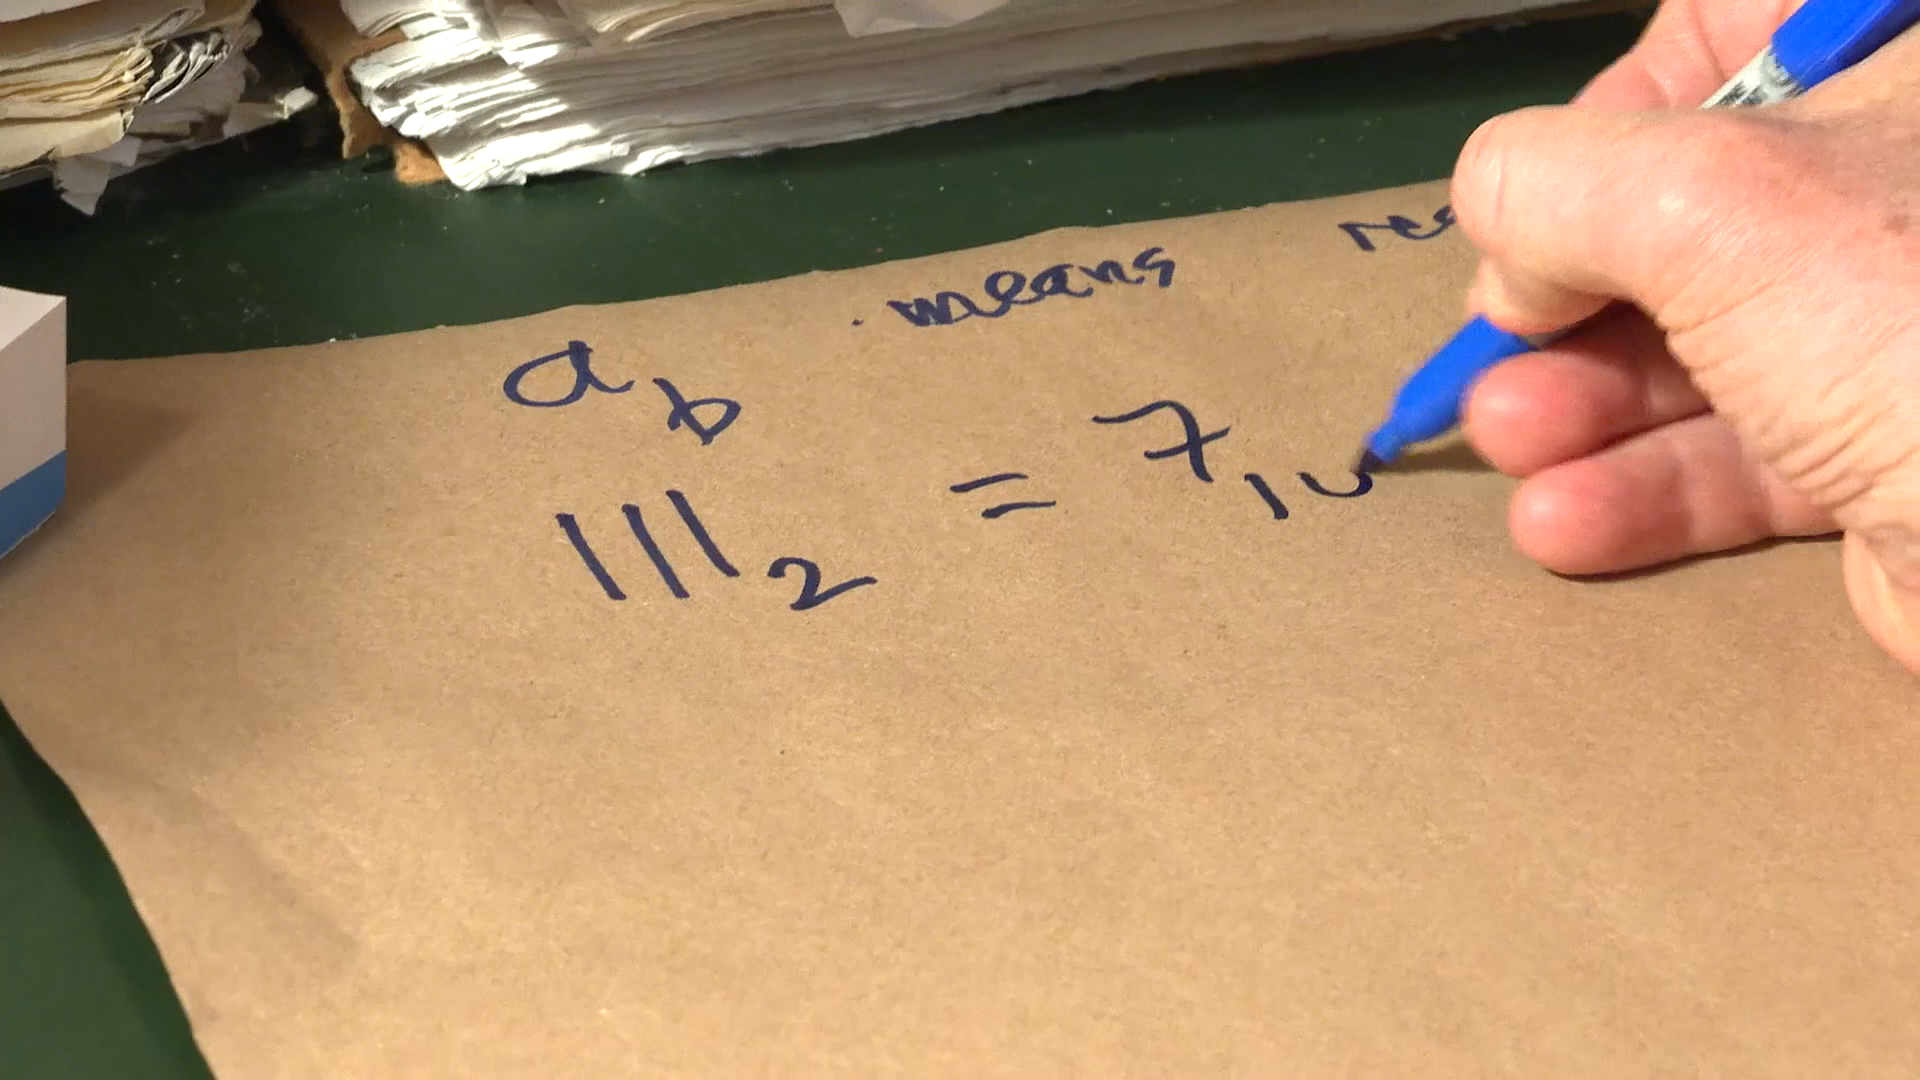 a_b . means
111_2 = 7_10